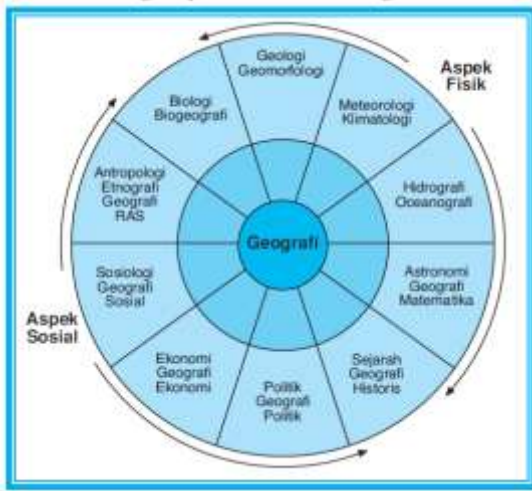 Geologi
Geomorfologi
Meteorologi
Klimatologi
Hidrografi
Oceanografi
Astronomi
Geografi
Matematika
Sejarah
Geografi
Historis
Politik
Geografi
Politik
Ekonomi
Geografi
Ekonomi
Sosiologi
Geografi
Sosial
Antropologi
Etnografi
Geografi
RAS
Biologi
Biogeografi
Geografi
Aspek
Fisik
Aspek
Sosial